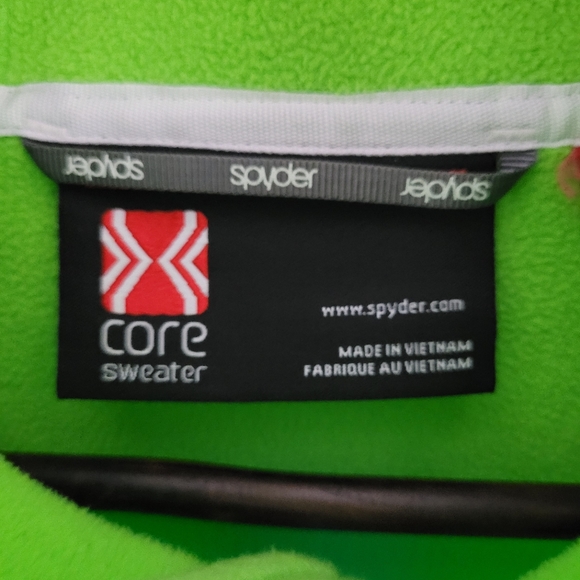 spyder spyder spyder
www.spyder.com
core
sweater
MADE IN VIETNAM
FABRIQUE AU VIETNAM